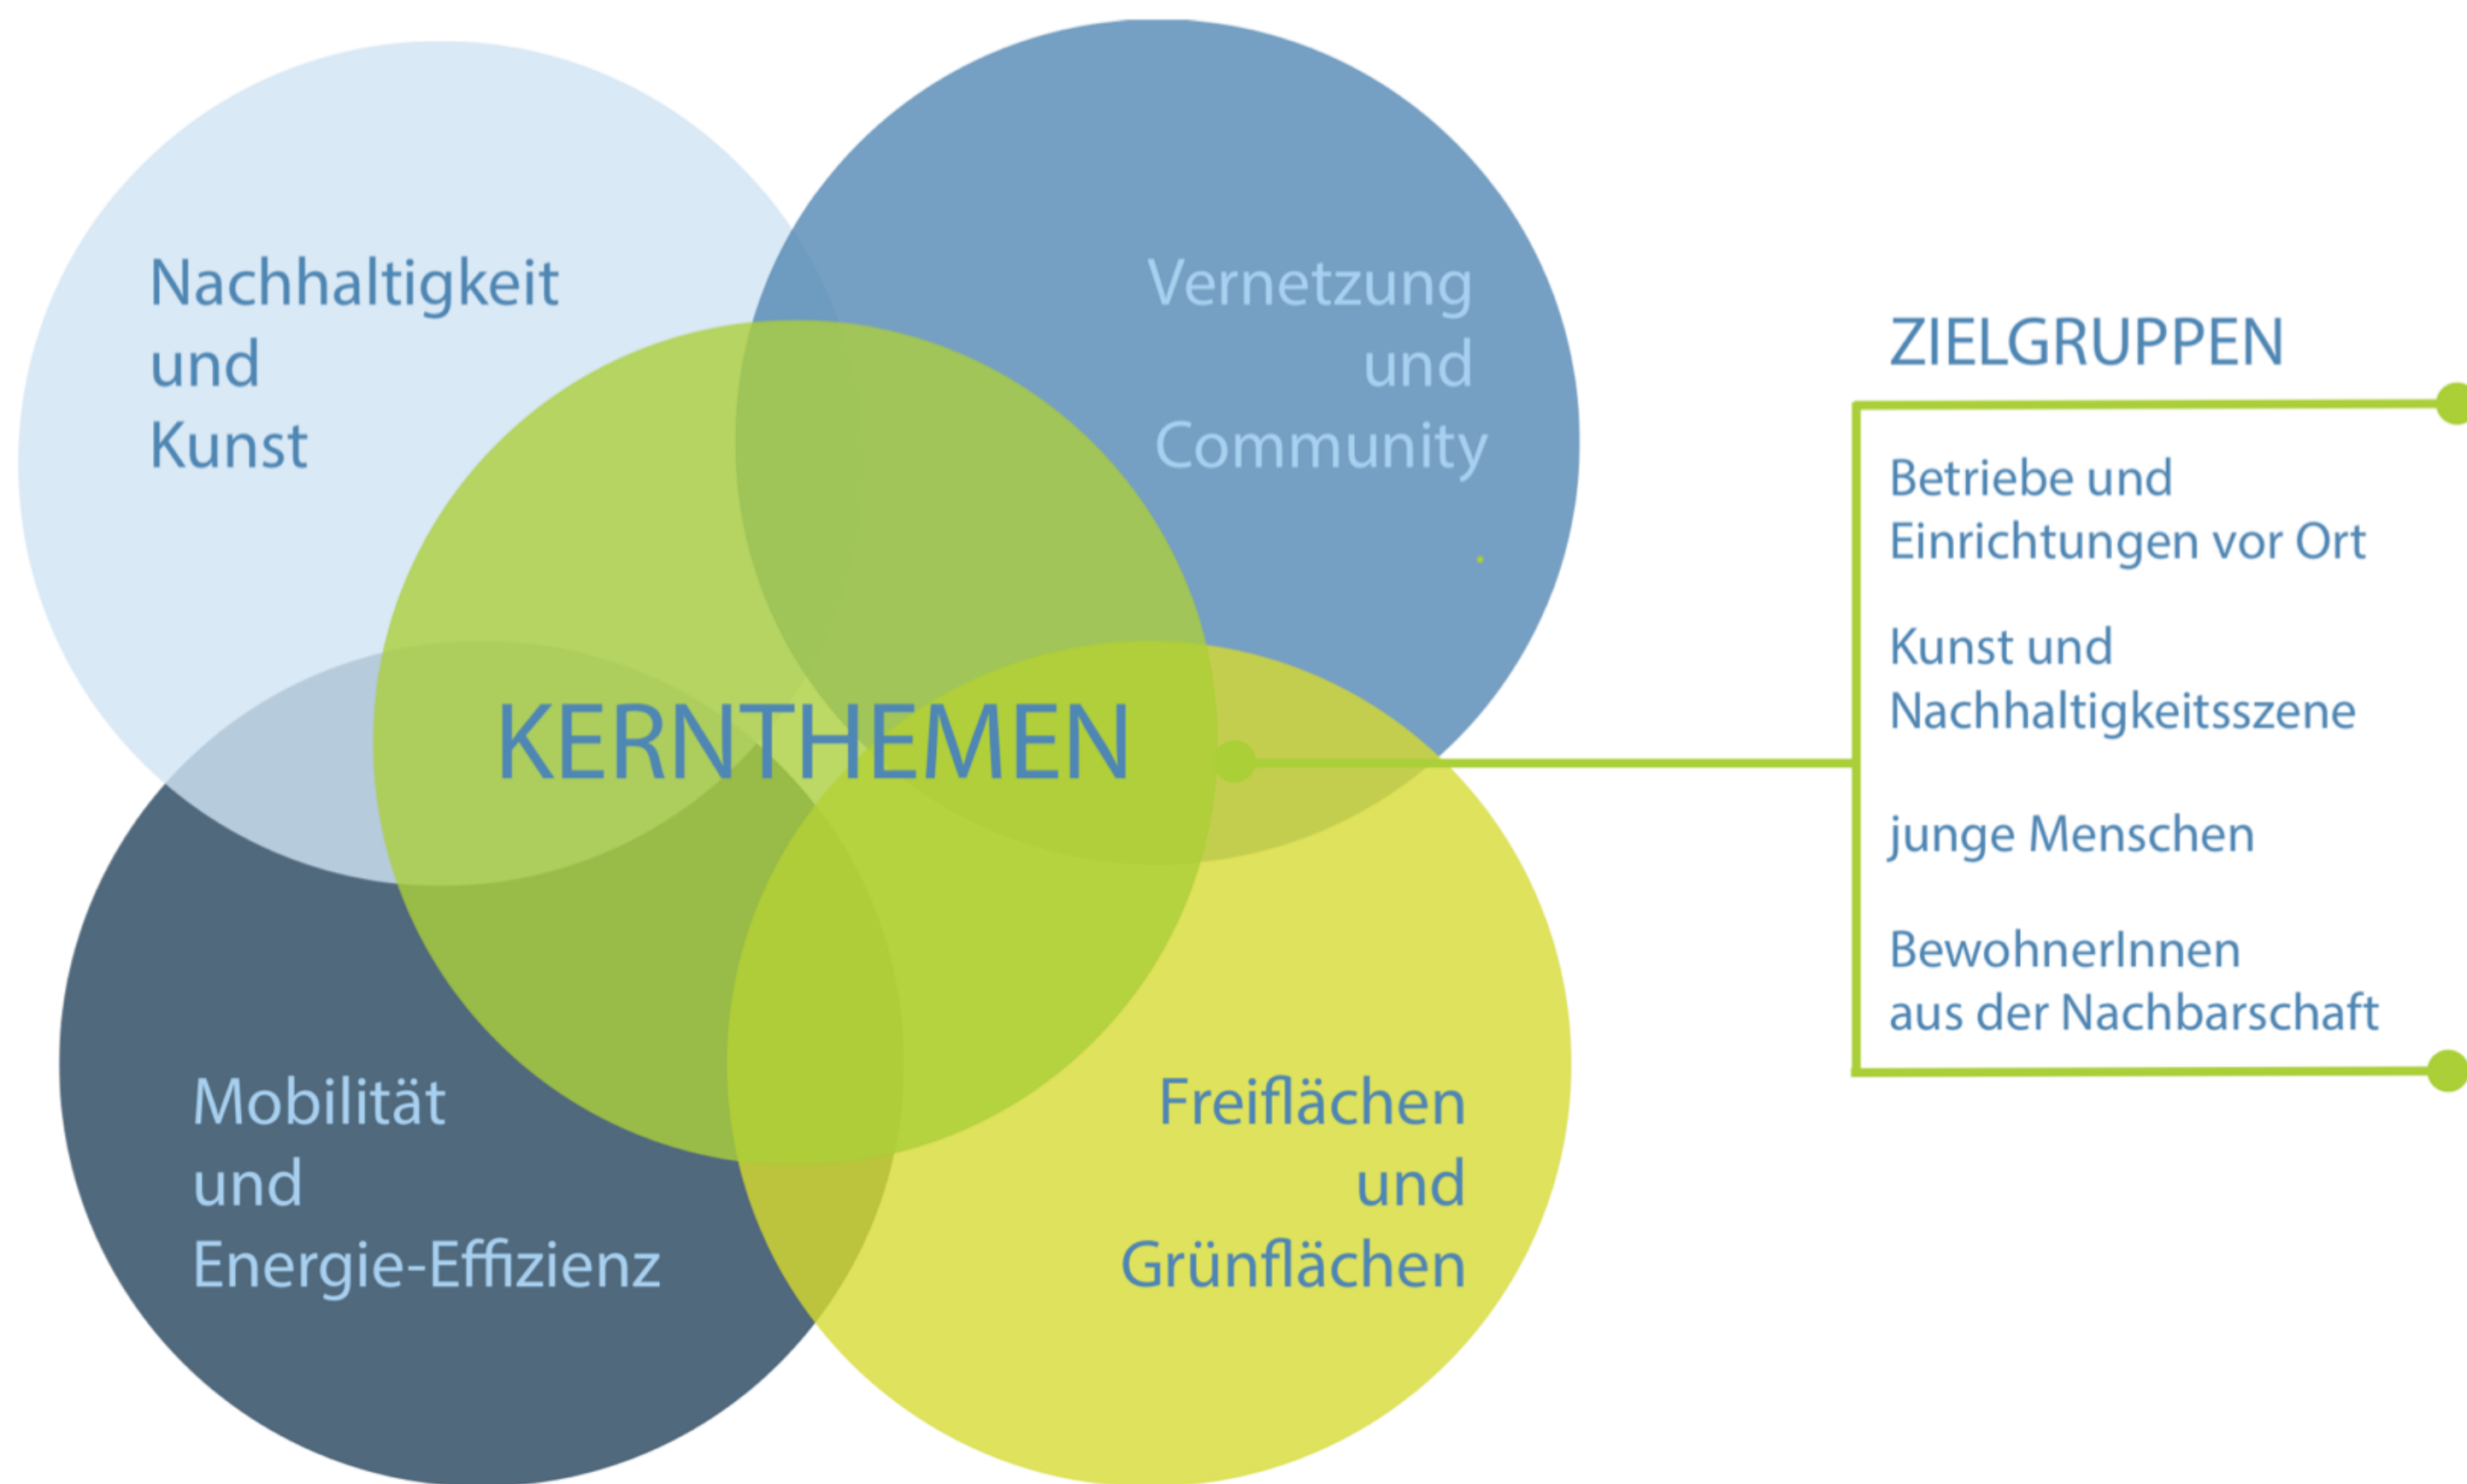 Nachhaltigkeit
und
Kunst
Vernetzung
und
Community
KERNTHEMEN
Mobilität
und
Energie-Effizienz
Freiflächen
und
Grünflächen
ZIELGRUPPEN
Betriebe und
Einrichtungen vor Ort
Kunst und
Nachhaltigkeitsszene
junge Menschen
BewohnerInnen
aus der Nachbarschaft